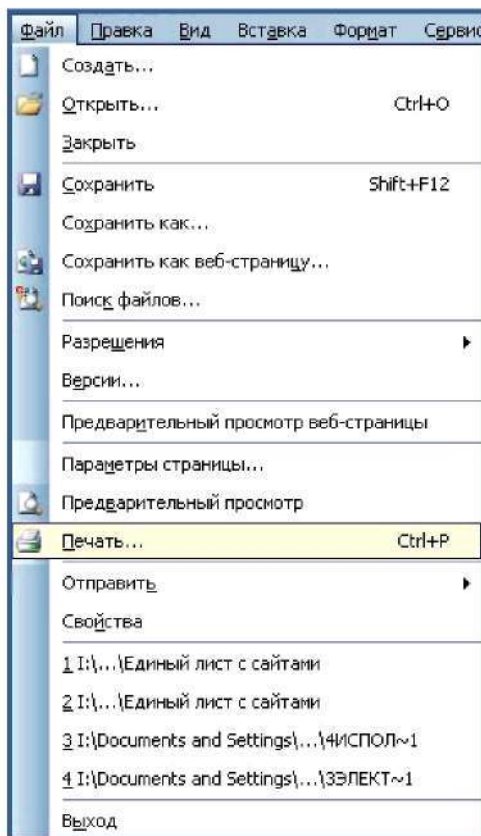 Файл Правка Вид Вставка Формат Сервис
Создать...
Открыть... Ctrl+O
Закрыть
Сохранить Shift+F12
Сохранить как...
Сохранить как веб-страницу...
Поиск файлов...
Разрешения
Версии...
Предварительный просмотр веб-страницы
Параметры страницы...
Предварительный просмотр
Печать... Ctrl+P
Отправить
Свойства
1 I:\...\Единый лист с сайтами
2 I:\...\Единый лист с сайтами
3 I:\Documents and Settings\...\4ИСПОЛ~1
4 I:\Documents and Settings\...\3ЭЛЕКТ~1
Выход